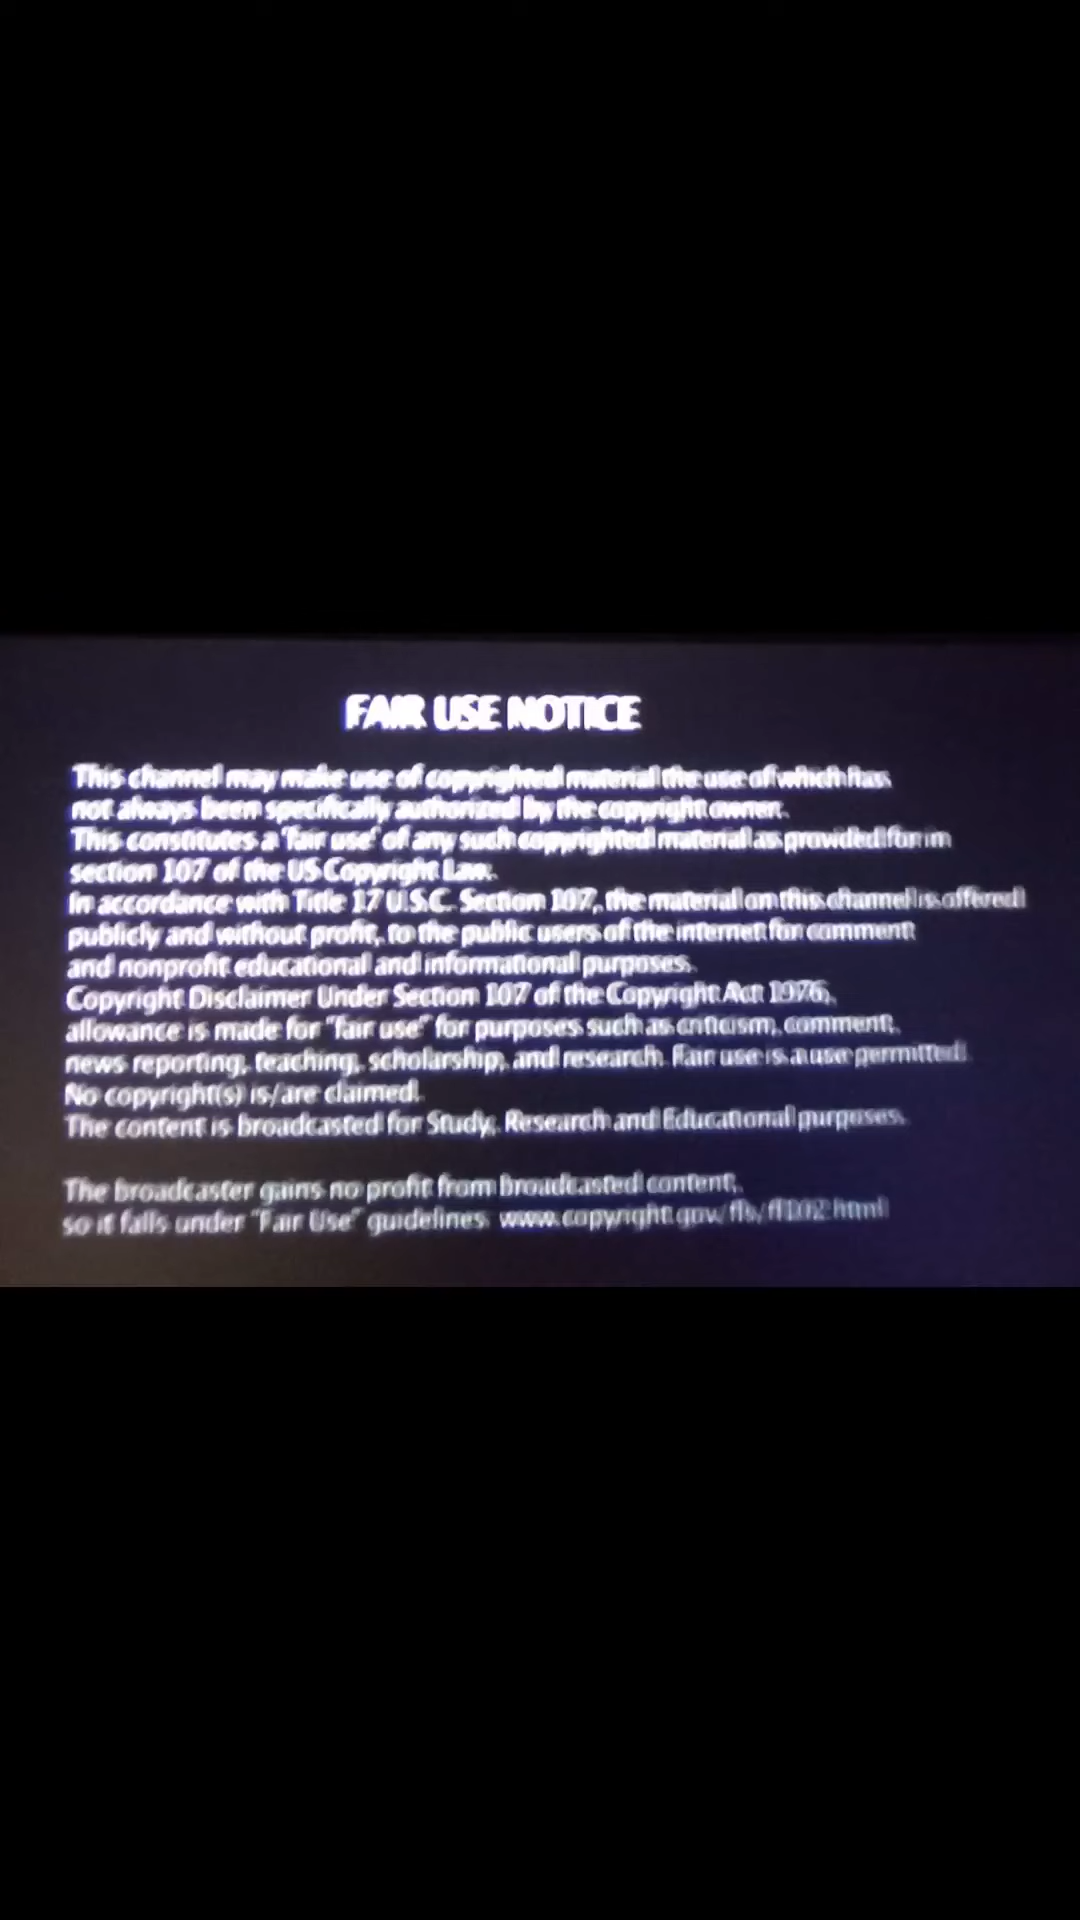 FAIR USE NOTICE
This channel may make use of copyrighted material the use of which has
not always been specifically authorized by the copyright owner.
This constitutes a 'fair use' of any such copyrighted material as provided for in
section 107 of the US Copyright Law.
In accordance with Title 17 U.S.C. Section 107, the material on this channel is offered
publicly and without profit, to the public users of the internet for comment
and nonprofit educational and informational purposes.
Copyright Disclaimer Under Section 107 of the Copyright Act 1976,
allowance is made for "fair use" for purposes such as criticism, comment,
news reporting, teaching, scholarship, and research. Fair use is a use permitted.
No copyright(s) is/are claimed.
The content is broadcasted for Study, Research and Educational purposes.
The broadcaster gains no profit from broadcasted content,
so it falls under "Fair Use" guidelines www.copyright.gov/fls/fl102.html